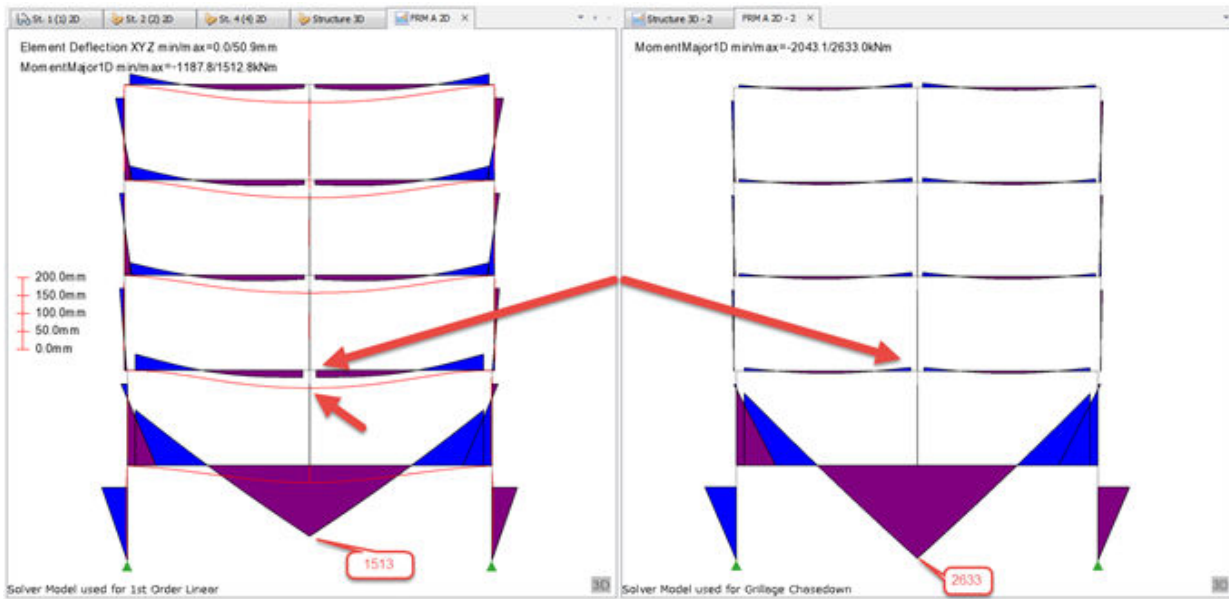 St. 1 (1) 2D
St. 2 (2) 2D
St. 4 (4) 2D
Structure 3D
FRM A 2D
Structure 3D - 2
FRM A 2D - 2
Element Deflection XYZ min/max=0.0/50.9mm
MomentMajor1D min/max=-1187.8/1512.8kNm
MomentMajor1D min/max=-2043.1/2633.0kNm
200.0mm
150.0mm
100.0mm
50.0mm
0.0mm
1513
2633
Solver Model used for 1st Order Linear
3D
Solver Model used for Grillage Chasedown
3D